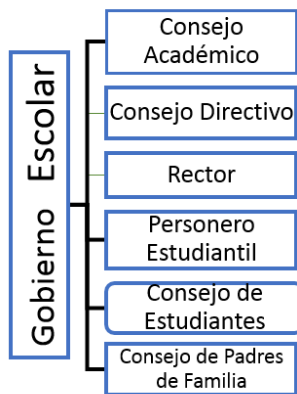 Gobierno Escolar
Consejo
Académico
Consejo Directivo
Rector
Personero
Estudiantil
Consejo de
Estudiantes
Consejo de Padres
de Familia